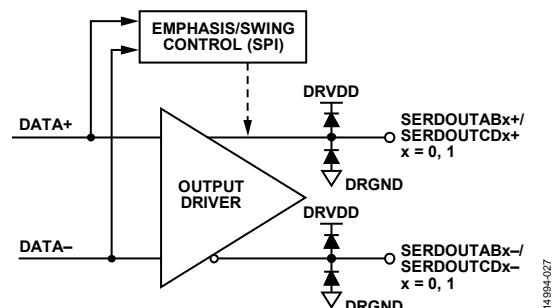 EMPHASIS/SWING
CONTROL (SPI)
DRVDD
DATA+
SERDOUTABx+/
SERDOUTCDx+
x = 0, 1
OUTPUT
DRIVER
DRGND
DRVDD
DATA–
SERDOUTABx–/
SERDOUTCDx–
x = 0, 1
DRGND
14994-027